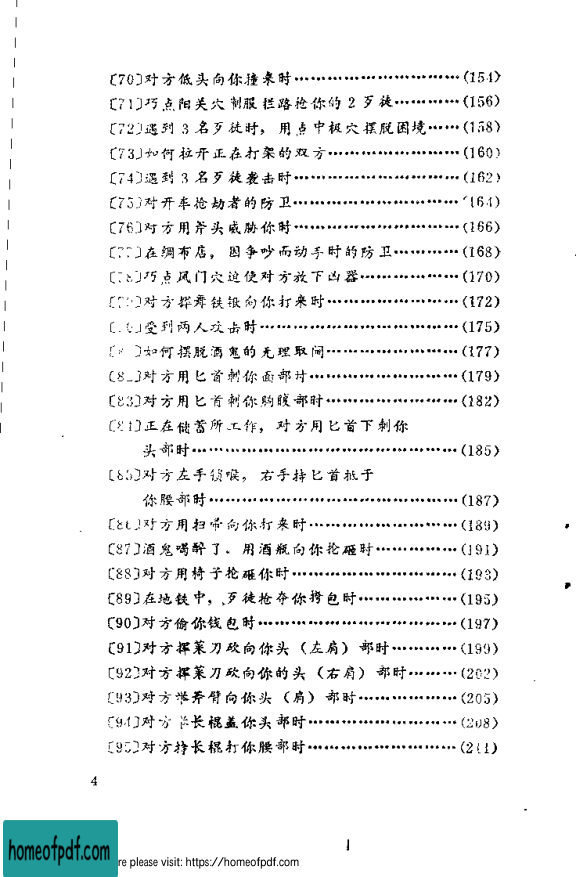 〔70〕对方低头向你撞来时…………………………(154)
〔71〕巧点阳关穴制服拦路抢你的2歹徒…………(156)
〔72〕遇到3名歹徒时，用点中极穴摆脱困境……(158)
〔73〕如何拉开正在打架的双方……………………(160)
〔74〕遇到3名歹徒袭击时…………………………(162)
〔75〕对开车抢劫者的防卫…………………………(164)
〔76〕对方用斧头威胁你时…………………………(166)
在绸布店，因争吵而动手时的防卫…………(168)
巧点风门穴迫使对方放下凶器………………(170)
对方挥舞铁锹向你打来时……………………(172)
受到两人攻击时………………………………(175)
如何摆脱酒鬼的无理取闹……………………(177)
对方用匕首刺你面部时………………………(179)
〔83〕对方用匕首刺你胸腹部时……………………(182)
〔84〕正在储蓄所工作，对方用匕首下刺你
头部时……………………………………(185)
〔85〕对方左手锁喉，右手持匕首抵于
你腰部时…………………………………(187)
〔86〕对方用扫帚向你打来时………………………(189)
〔87〕酒鬼喝醉了，用酒瓶向你抡砸时……………(191)
〔88〕对方用椅子抡砸你时…………………………(193)
〔89〕在地铁中，歹徒抢夺你挎包时………………(195)
〔90〕对方偷你钱包时………………………………(197)
〔91〕对方挥菜刀砍向你头（左肩）部时…………(199)
〔92〕对方挥菜刀砍向你的头（右肩）部时………(202)
〔93〕对方举 臂向你头（肩）部时………………(205)
〔94〕对方 长棍盖你头部时………………………(208)
〔95〕对方持长棍打你腰部时………………………(211)
4
homeofpdf.com
re please visit: https://homeofpdf.com